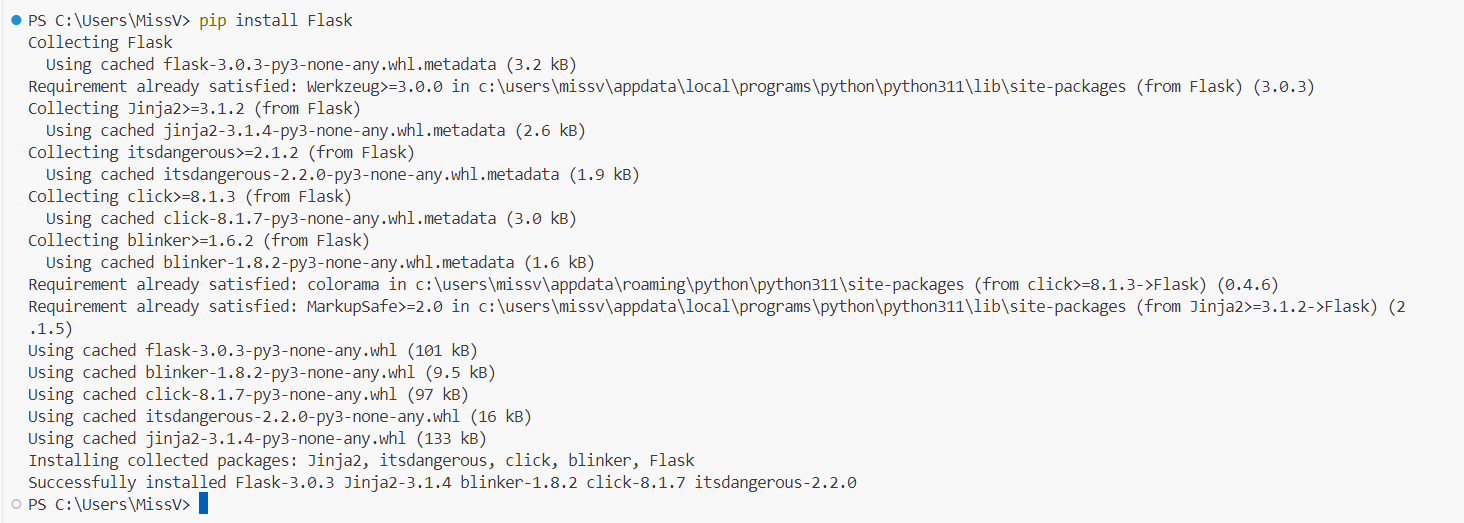 PS C:\Users\MissV> pip install Flask
Collecting Flask
  Using cached flask-3.0.3-py3-none-any.whl.metadata (3.2 kB)
Requirement already satisfied: Werkzeug>=3.0.0 in c:\users\missv\appdata\local\programs\python\python311\lib\site-packages (from Flask) (3.0.3)
Collecting Jinja2>=3.1.2 (from Flask)
  Using cached jinja2-3.1.4-py3-none-any.whl.metadata (2.6 kB)
Collecting itsdangerous>=2.1.2 (from Flask)
  Using cached itsdangerous-2.2.0-py3-none-any.whl.metadata (1.9 kB)
Collecting click>=8.1.3 (from Flask)
  Using cached click-8.1.7-py3-none-any.whl.metadata (3.0 kB)
Collecting blinker>=1.6.2 (from Flask)
  Using cached blinker-1.8.2-py3-none-any.whl.metadata (1.6 kB)
Requirement already satisfied: colorama in c:\users\missv\appdata\roaming\python\python311\site-packages (from click>=8.1.3->Flask) (0.4.6)
Requirement already satisfied: MarkupSafe>=2.0 in c:\users\missv\appdata\local\programs\python\python311\lib\site-packages (from Jinja2>=3.1.2->Flask) (2
.1.5)
Using cached flask-3.0.3-py3-none-any.whl (101 kB)
Using cached blinker-1.8.2-py3-none-any.whl (9.5 kB)
Using cached click-8.1.7-py3-none-any.whl (97 kB)
Using cached itsdangerous-2.2.0-py3-none-any.whl (16 kB)
Using cached jinja2-3.1.4-py3-none-any.whl (133 kB)
Installing collected packages: Jinja2, itsdangerous, click, blinker, Flask
Successfully installed Flask-3.0.3 Jinja2-3.1.4 blinker-1.8.2 click-8.1.7 itsdangerous-2.2.0
PS C:\Users\MissV>